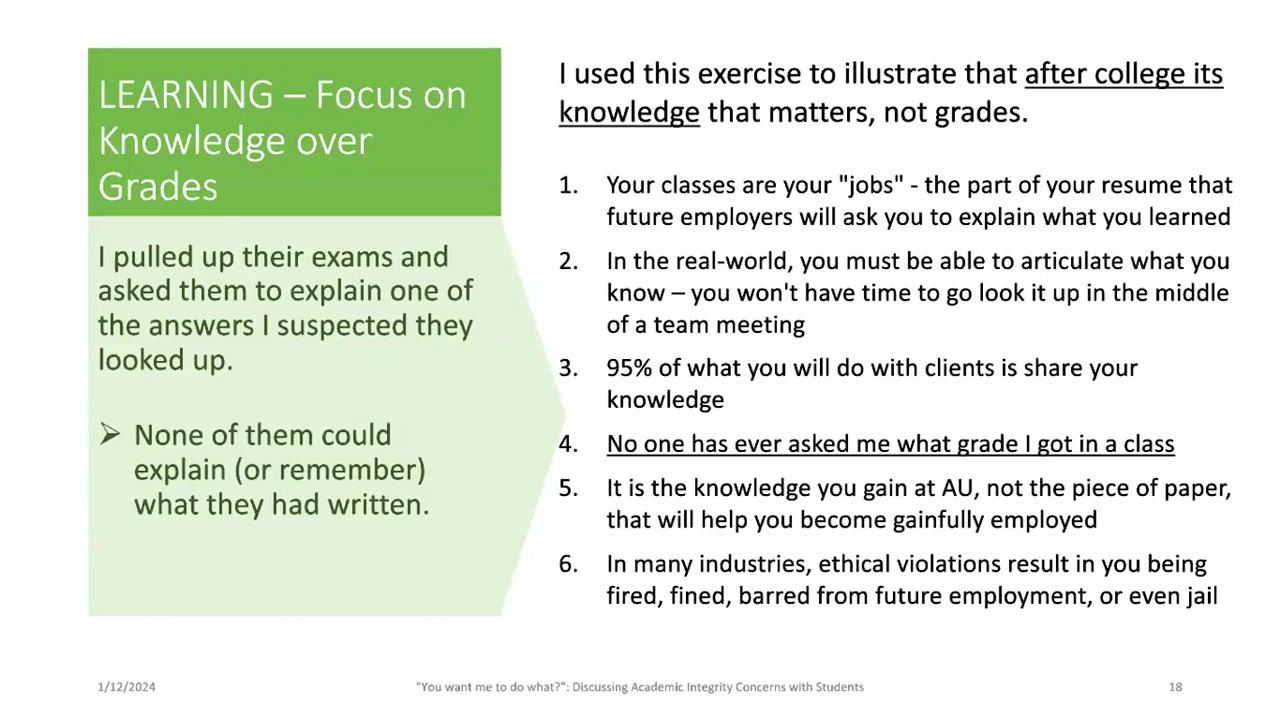 LEARNING – Focus on
Knowledge over
Grades
I pulled up their exams and
asked them to explain one of
the answers I suspected they
looked up.
➢ None of them could
explain (or remember)
what they had written.
I used this exercise to illustrate that after college its
knowledge that matters, not grades.
1. Your classes are your "jobs" - the part of your resume that
future employers will ask you to explain what you learned
2. In the real-world, you must be able to articulate what you
know – you won't have time to go look it up in the middle
of a team meeting
3. 95% of what you will do with clients is share your
knowledge
4. No one has ever asked me what grade I got in a class
5. It is the knowledge you gain at AU, not the piece of paper,
that will help you become gainfully employed
6. In many industries, ethical violations result in you being
fired, fined, barred from future employment, or even jail
1/12/2024
"You want me to do what?": Discussing Academic Integrity Concerns with Students
18